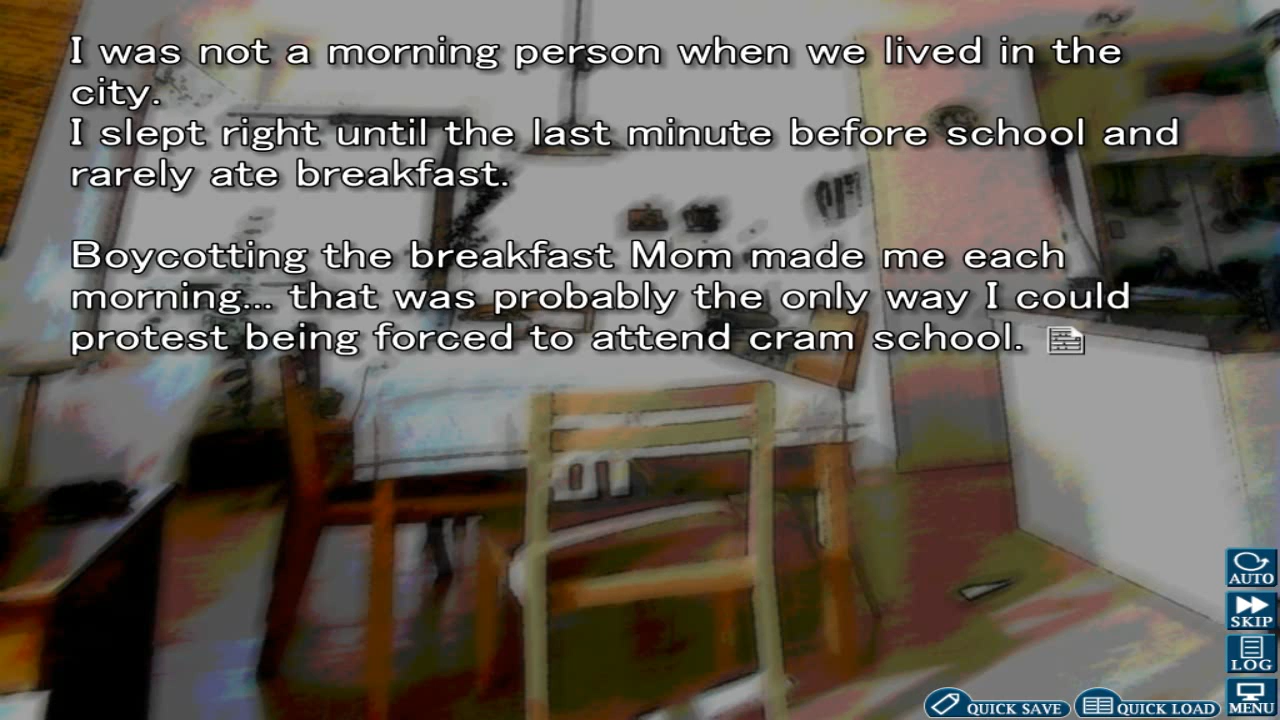 I was not a morning person when we lived in the
city.
I slept right until the last minute before school and
rarely ate breakfast.
Boycotting the breakfast Mom made me each
morning... that was probably the only way I could
protest being forced to attend cram school.
AUTO
SKIP
LOG
MENU
QUICK SAVE QUICK LOAD